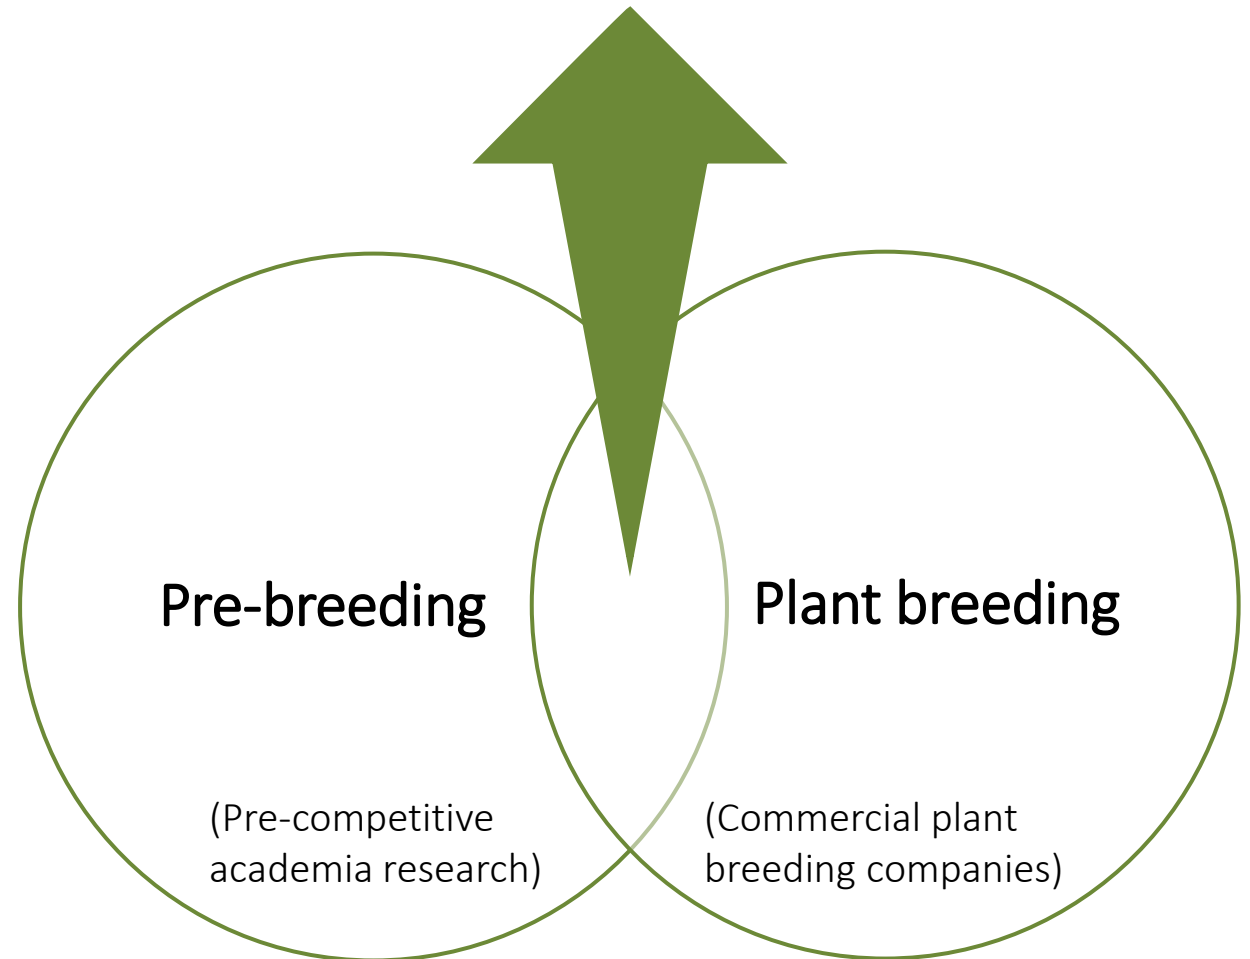 Pre-breeding
Plant breeding
(Pre-competitive
academia research)
(Commercial plant
breeding companies)